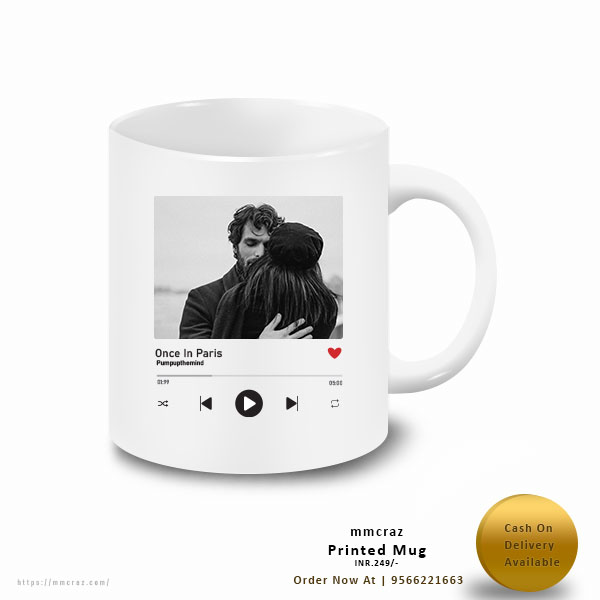 Once In Paris
Pumpupthemind
01:99
05:00
mmcraz
Printed Mug
INR.249/-
Order Now At | 9566221663
Cash On
Delivery
Available
https://mmcraz.com/